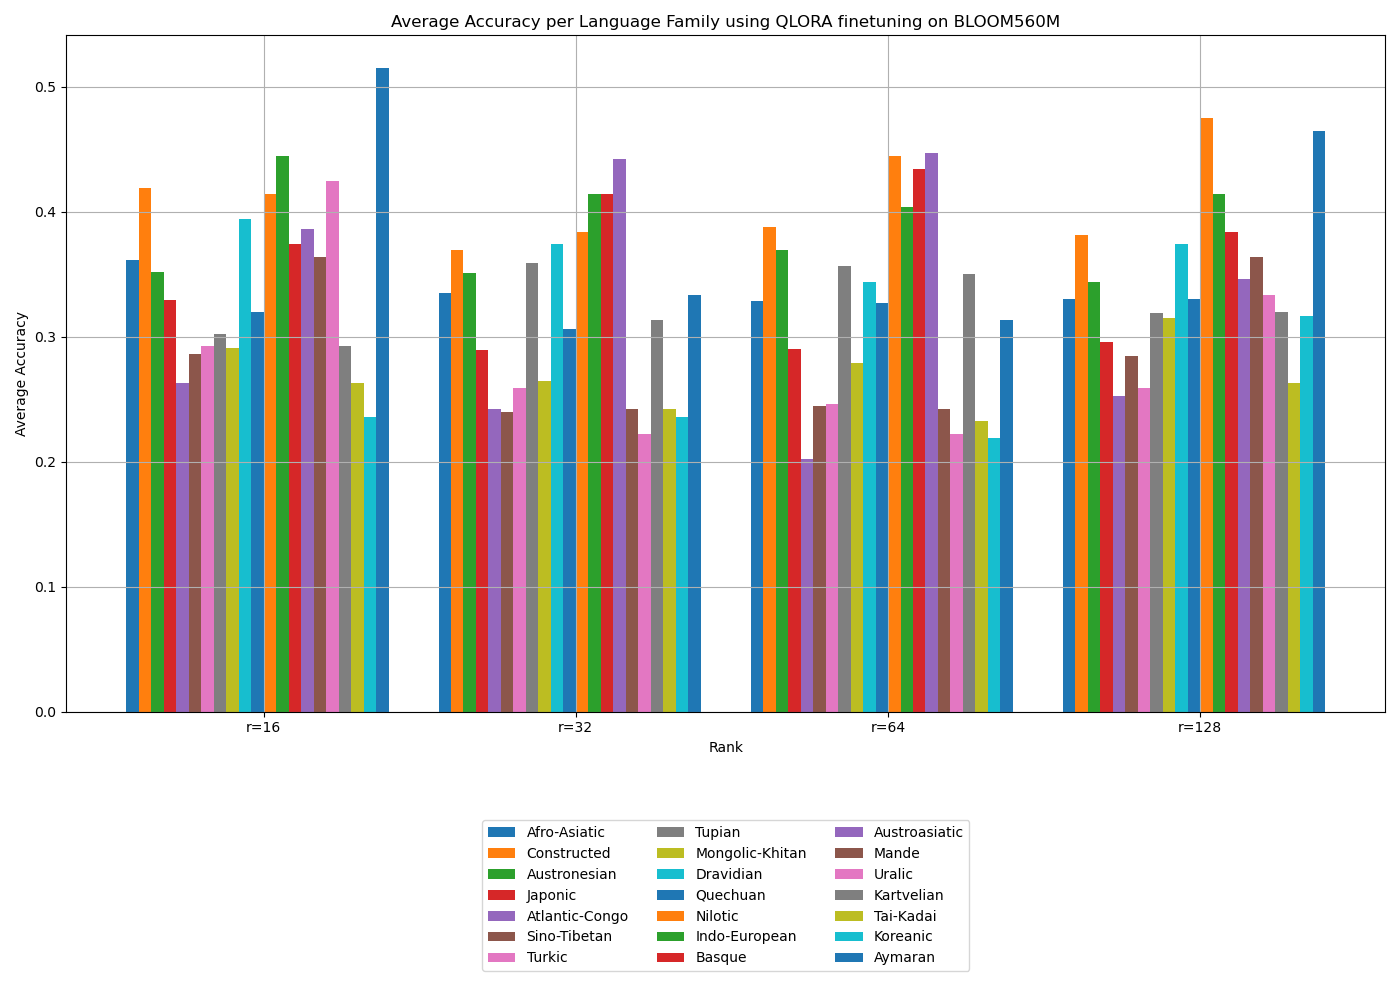 Average Accuracy per Language Family using QLORA finetuning on BLOOM560M
Average Accuracy
0.5
0.4
0.3
0.2
0.1
0.0
r=16
r=32
r=64
r=128
Rank
Afro-Asiatic
Constructed
Austronesian
Japonic
Atlantic-Congo
Sino-Tibetan
Turkic
Tupian
Mongolic-Khitan
Dravidian
Quechuan
Nilotic
Indo-European
Basque
Austroasiatic
Mande
Uralic
Kartvelian
Tai-Kadai
Koreanic
Aymaran